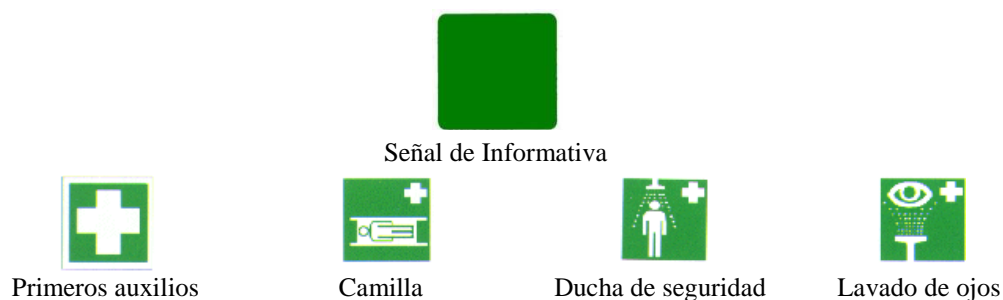 Señal de Informativa
Primeros auxilios Camilla Ducha de seguridad Lavado de ojos